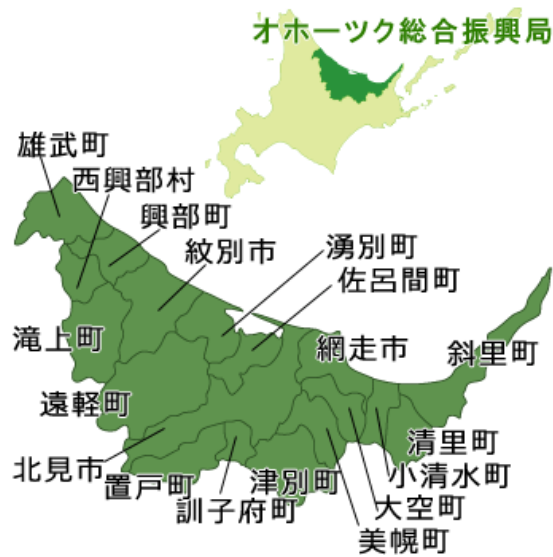 オホーツク総合振興局
雄武町
西興部村
興部町
紋別市
湧別町
佐呂間町
滝上町
網走市
斜里町
遠軽町
清里町
北見市
小清水町
置戸町
津別町
訓子府町
大空町
美幌町